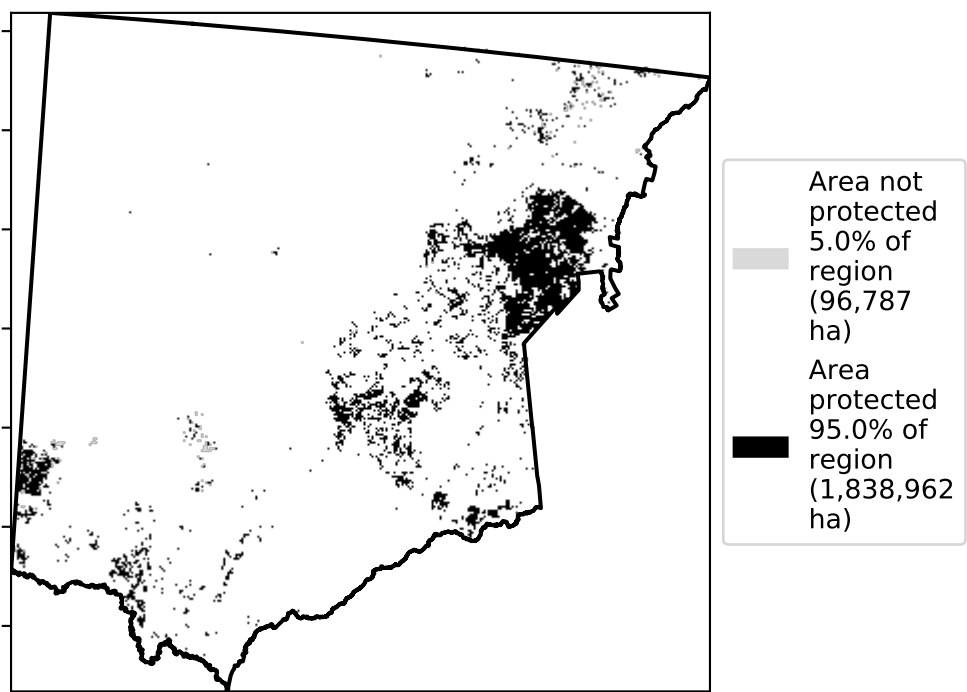 Area not
protected
5.0% of
region
(96,787
ha)
Area
protected
95.0% of
region
(1,838,962
ha)